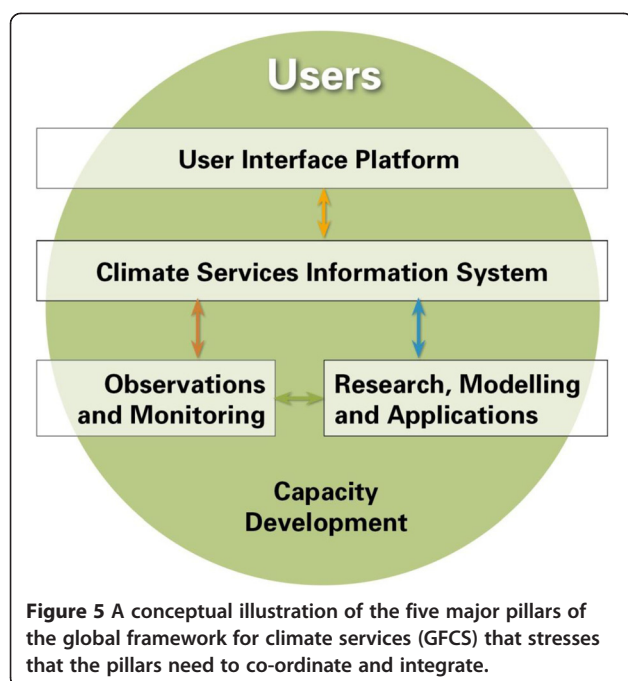 Users
User Interface Platform
Climate Services Information System
Observations
and Monitoring
Research, Modelling
and Applications
Capacity
Development
Figure 5 A conceptual illustration of the five major pillars of
the global framework for climate services (GFCS) that stresses
that the pillars need to co-ordinate and integrate.